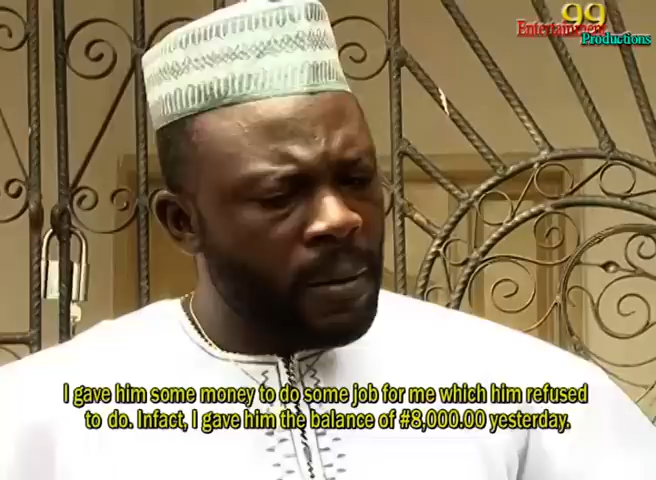 99
Entertainment
Productions
I gave him some money to do some job for me which him refused
to do. Infact, I gave him the balance of #8,000.00 yesterday.